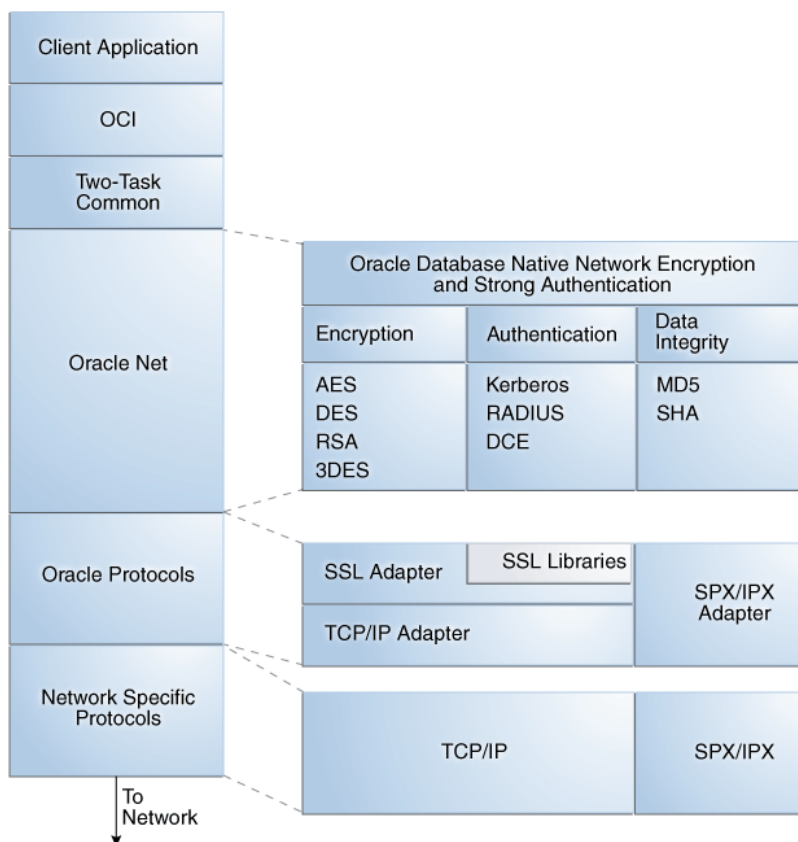 Client Application
OCI
Two-Task
Common
Oracle Net
Oracle Protocols
Network Specific
Protocols
To
Network
Oracle Database Native Network Encryption
and Strong Authentication
Encryption
AES
DES
RSA
3DES
Authentication
Kerberos
RADIUS
DCE
Data
Integrity
MD5
SHA
SSL Adapter
SSL Libraries
TCP/IP Adapter
SPX/IPX
Adapter
TCP/IP
SPX/IPX